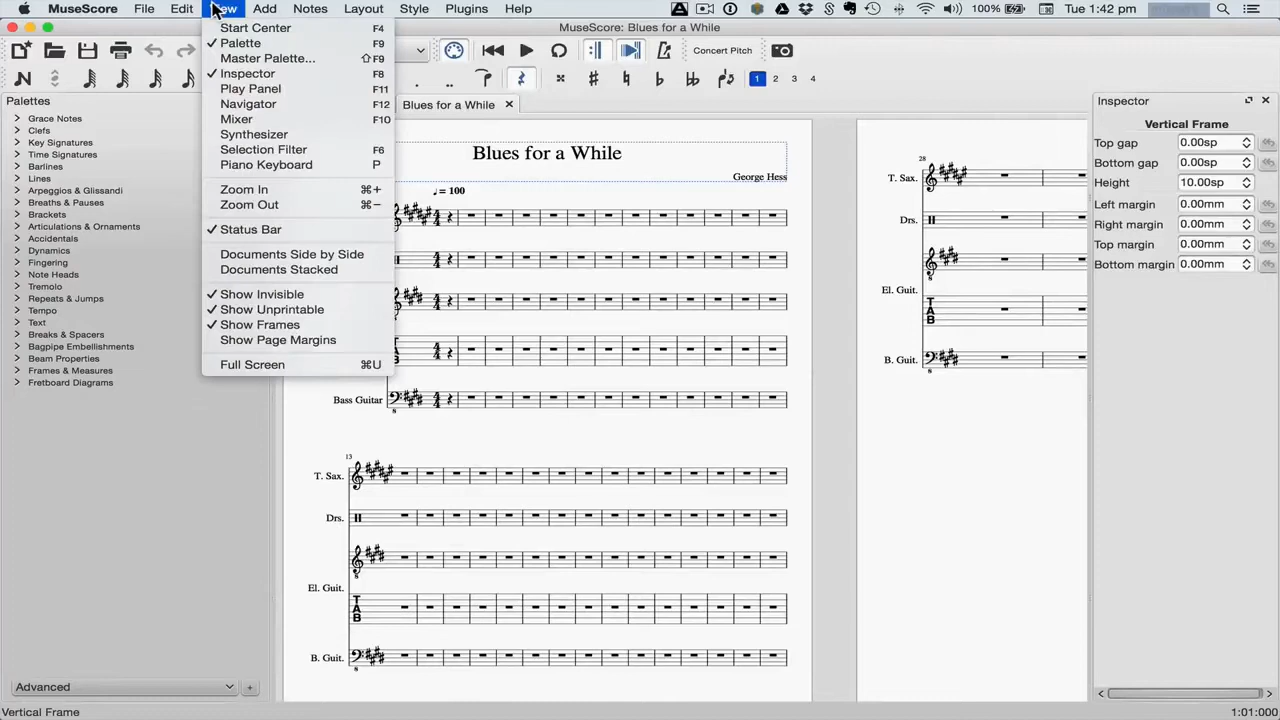 MuseScore File Edit View Add Notes Layout Style Plugins Help 100% Tue 1:42 pm
MuseScore: Blues for a While
Concert Pitch
1 2 3 4
Start Center F4
Palette F9
Master Palette... ⇧F9
Inspector F8
Play Panel F11
Navigator F12
Mixer F10
Synthesizer
Selection Filter F6
Piano Keyboard P
Zoom In ⌘+
Zoom Out ⌘−
Status Bar
Documents Side by Side
Documents Stacked
Show Invisible
Show Unprintable
Show Frames
Show Page Margins
Full Screen ⌘U
Palettes
Grace Notes
Clefs
Key Signatures
Time Signatures
Barlines
Lines
Arpeggios & Glissandi
Breaths & Pauses
Brackets
Articulations & Ornaments
Accidentals
Dynamics
Fingering
Note Heads
Tremolo
Repeats & Jumps
Tempo
Text
Breaks & Spacers
Bagpipe Embellishments
Beam Properties
Frames & Measures
Fretboard Diagrams
Advanced
Vertical Frame
Blues for a While
Blues for a While
George Hess
= 100
Bass Guitar
8
13
T. Sax.
Drs.
El. Guit.
T
A
B
B. Guit.
8
28
T. Sax.
Drs.
El. Guit.
T
A
B
B. Guit.
8
Inspector
Vertical Frame
Top gap 0.00sp
Bottom gap 0.00sp
Height 10.00sp
Left margin 0.00mm
Right margin 0.00mm
Top margin 0.00mm
Bottom margin 0.00mm
1:01:000